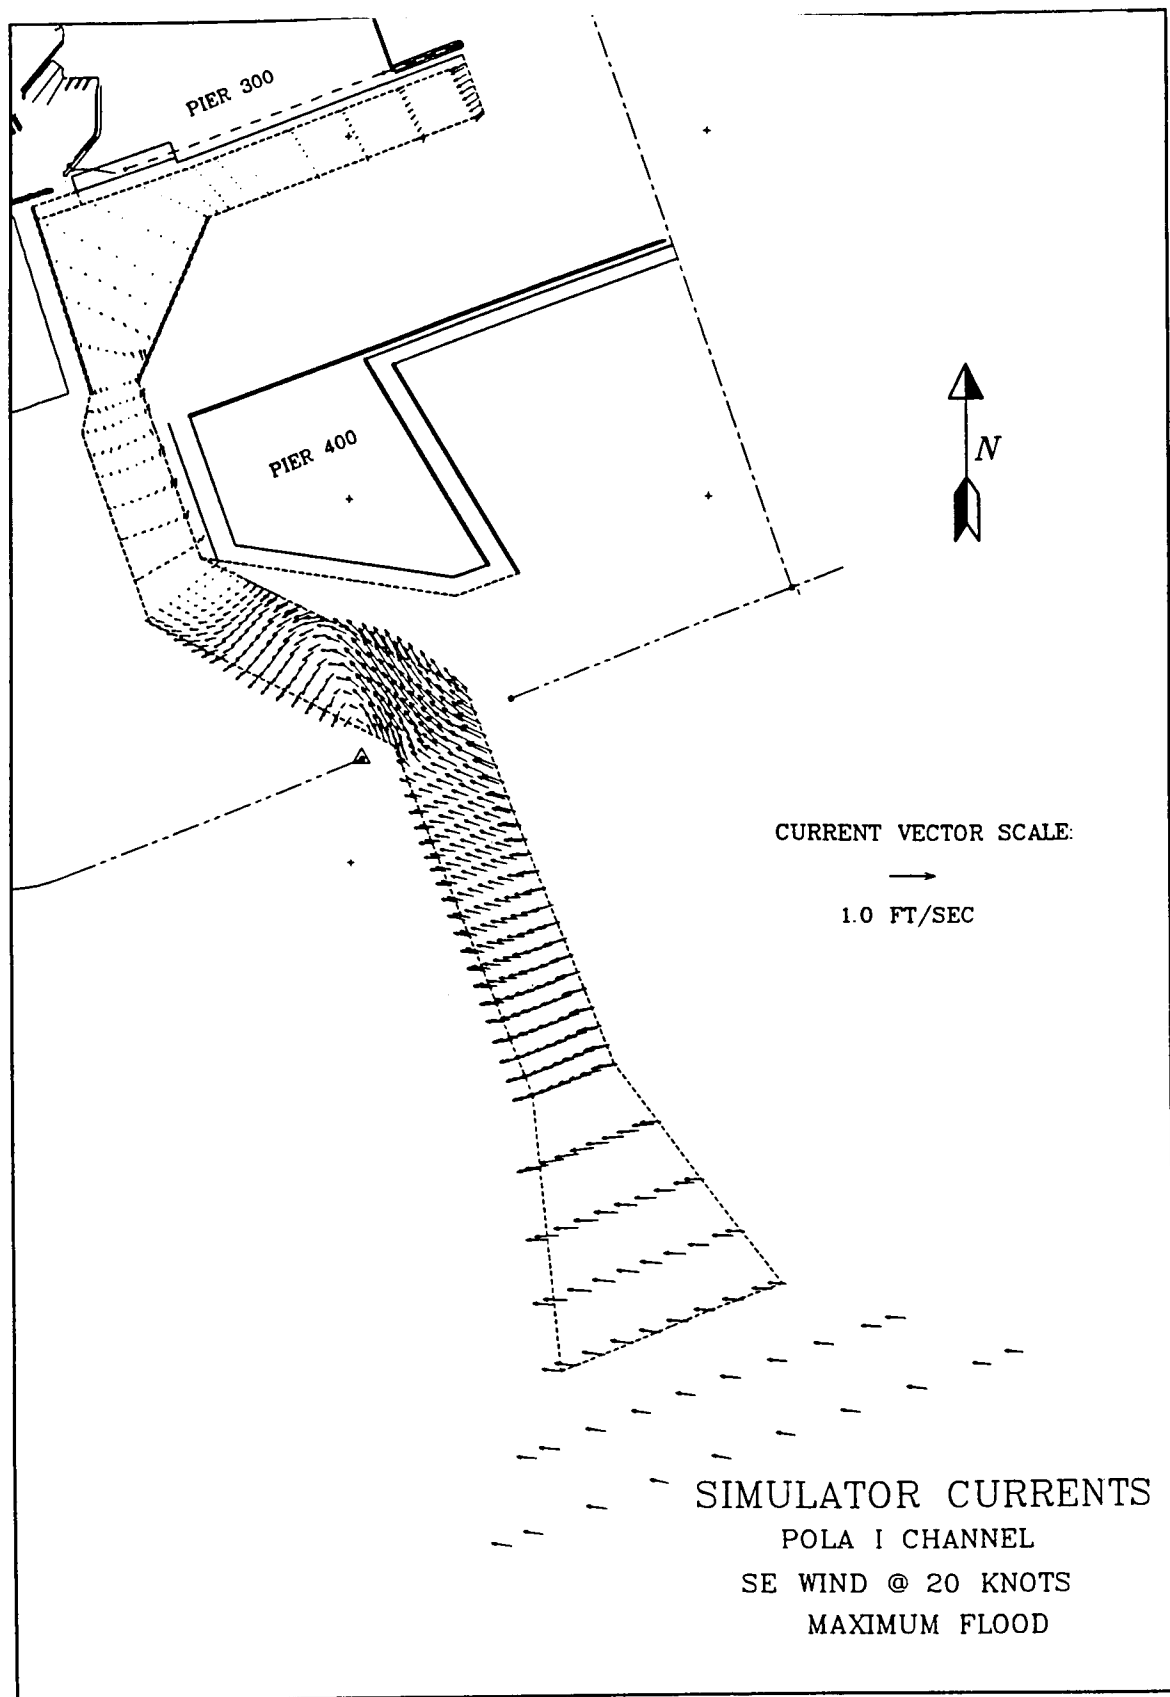 PIER 300
PIER 400
N
CURRENT VECTOR SCALE:
1.0 FT/SEC
SIMULATOR CURRENTS
POLA I CHANNEL
SE WIND @ 20 KNOTS
MAXIMUM FLOOD